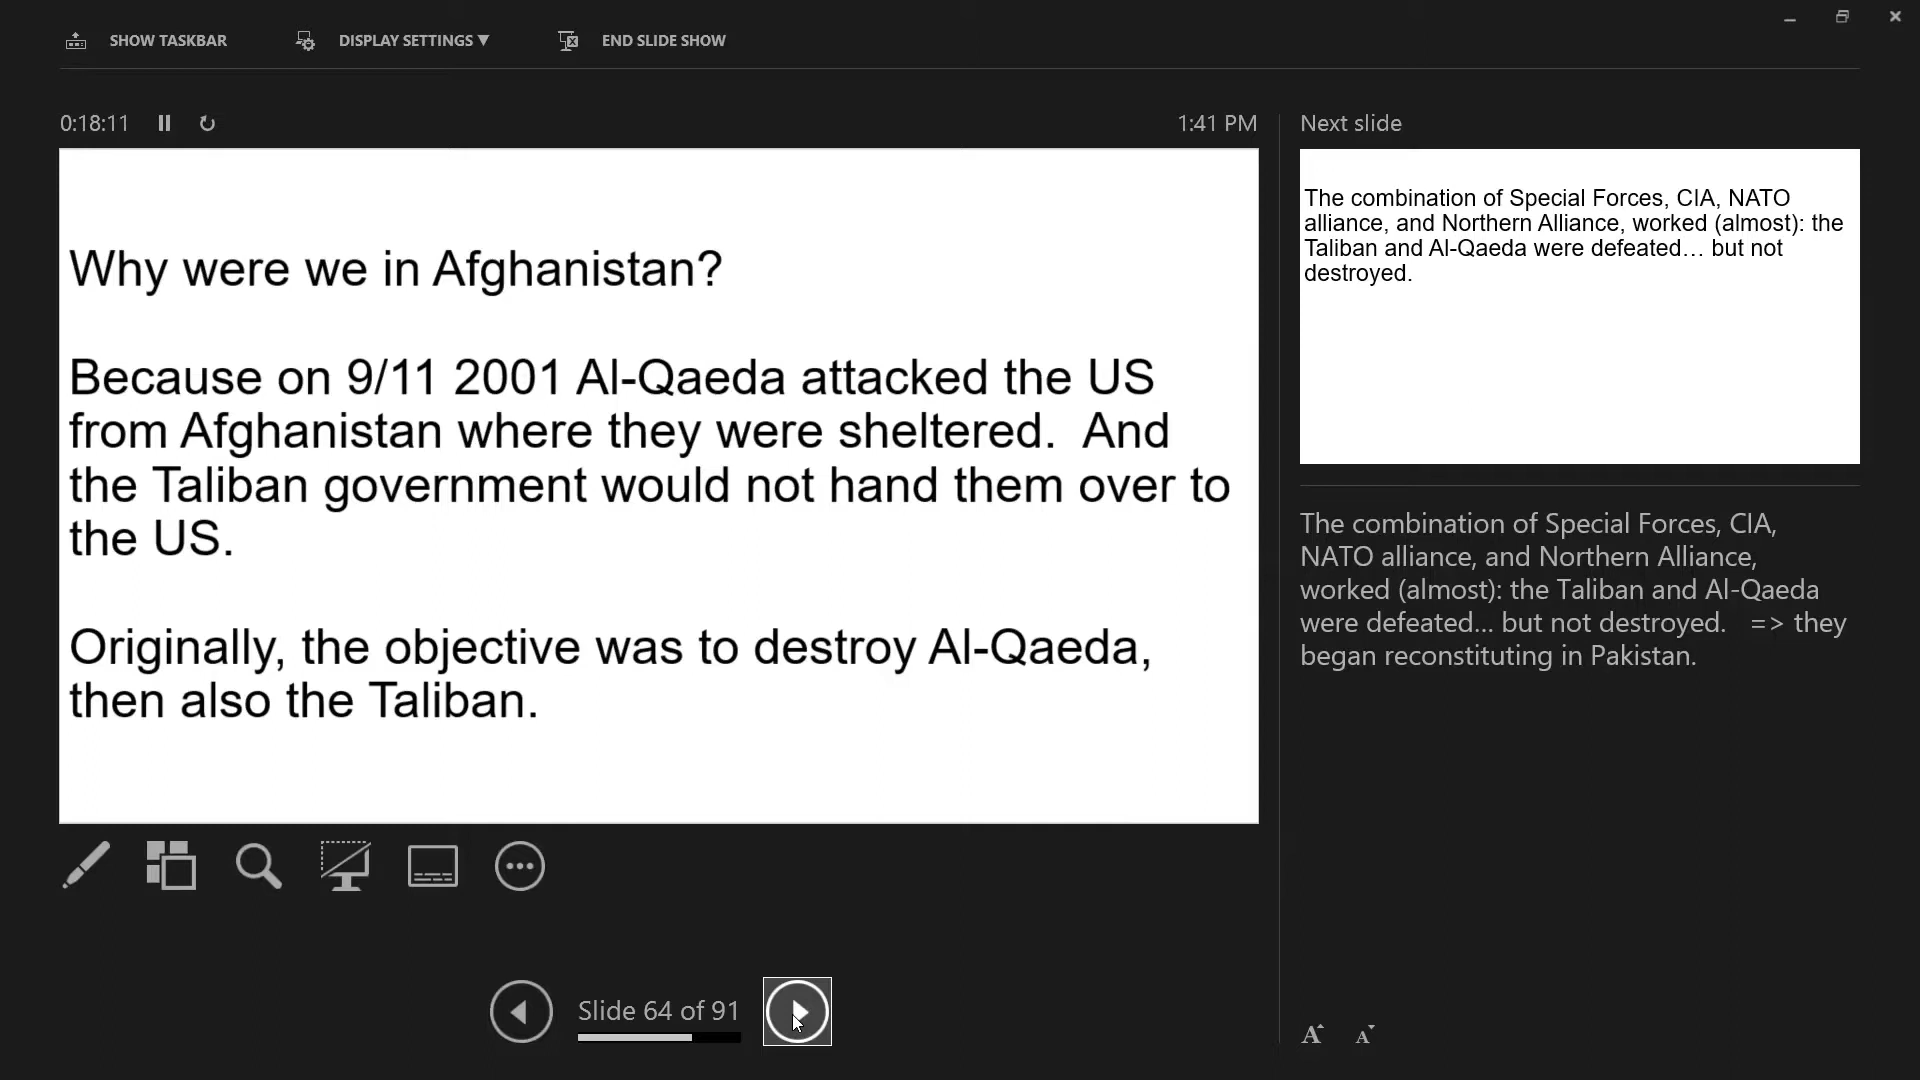 SHOW TASKBAR
DISPLAY SETTINGS ▼
END SLIDE SHOW
0:18:11
1:41 PM
Why were we in Afghanistan?
Because on 9/11 2001 Al-Qaeda attacked the US
from Afghanistan where they were sheltered.  And
the Taliban government would not hand them over to
the US.
Originally, the objective was to destroy Al-Qaeda,
then also the Taliban.
Slide 64 of 91
Next slide
The combination of Special Forces, CIA, NATO
alliance, and Northern Alliance, worked (almost): the
Taliban and Al-Qaeda were defeated… but not
destroyed.
The combination of Special Forces, CIA,
NATO alliance, and Northern Alliance,
worked (almost): the Taliban and Al-Qaeda
were defeated… but not destroyed.   => they
began reconstituting in Pakistan.
A
A